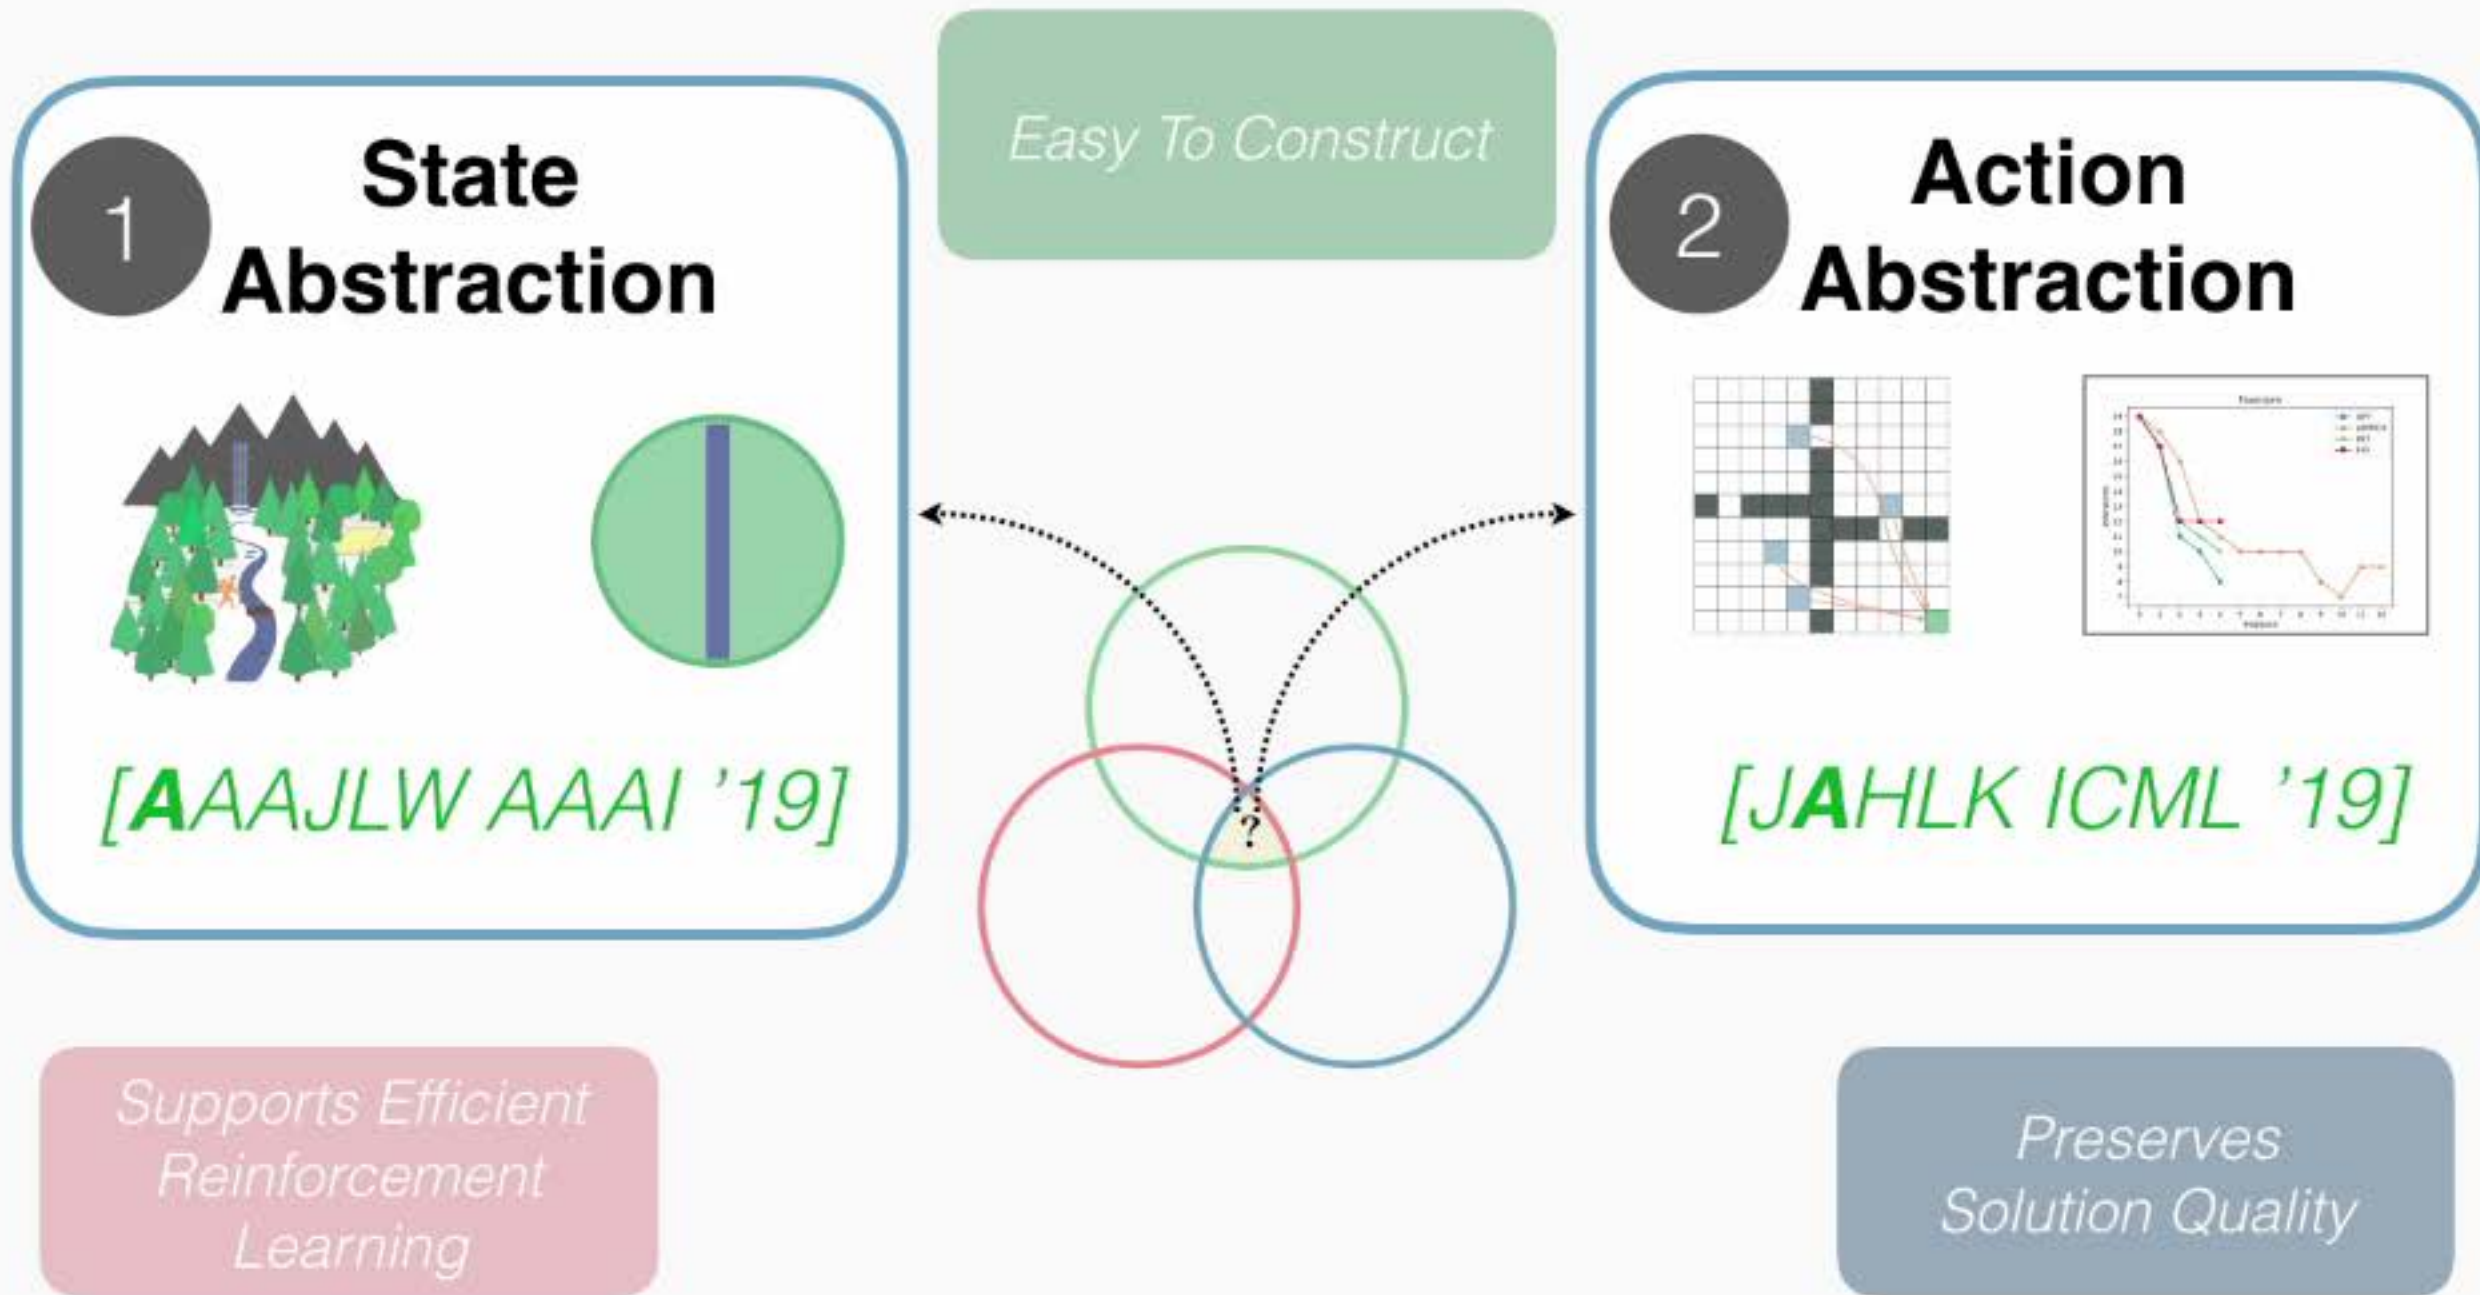 Easy To Construct
1
State
Abstraction
[AAAAJLW AAAI ’19]
2
Action
Abstraction
[JAHLK ICML ’19]
?
Supports Efficient
Reinforcement
Learning
Preserves
Solution Quality